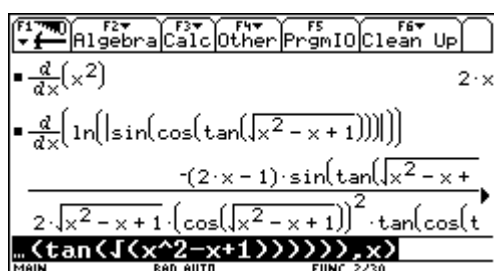 F1 F2 Algebra F3 Calc F4 Other F5 PrgmIO F6 Clean Up
d/dx(x²) 2·x
d/dx(ln(|sin(cos(tan(√(x² - x + 1))))|))
-(2·x - 1)·sin(tan(√(x² - x +
2·√(x² - x + 1)·(cos(√(x² - x + 1)))²·tan(cos(t
…(tan(√(x^2-x+1)))))),x)
MAIN RAD AUTO FUNC 2/30